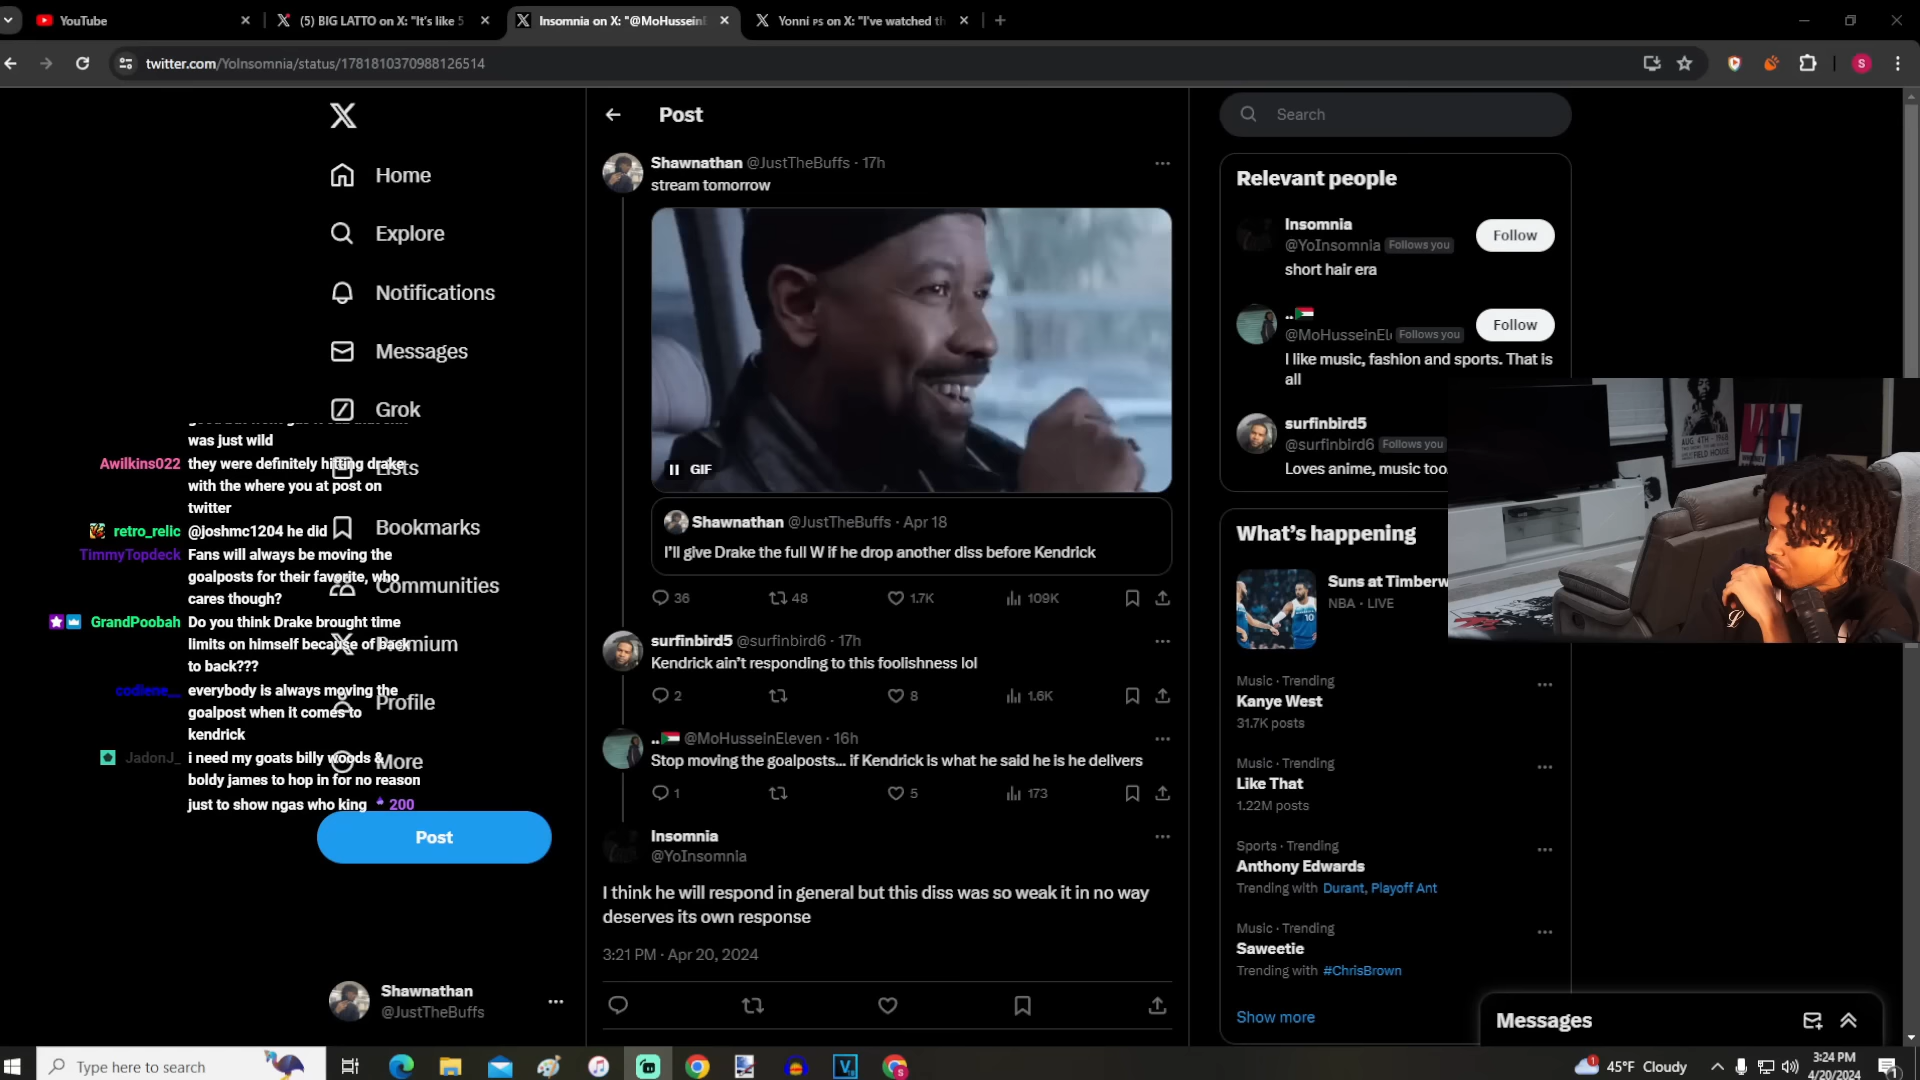 YouTube
(5) BIG LATTO on X: "It's like 5
Insomnia on X: "@MoHusseinE
Yonni PS on X: "I've watched th
twitter.com/YoInsomnia/status/1781810370988126514
S
Home
Explore
Notifications
Messages
Grok
Lists
Bookmarks
Communities
Premium
Profile
More
Post
Shawnathan
@JustTheBuffs
was just wild
Awilkins022 they were definitely hitting drake
with the where you at post on
twitter
retro_relic @joshmc1204 he did
TimmyTopdeck Fans will always be moving the
goalposts for their favorite, who
cares though?
GrandPoobah Do you think Drake brought time
limits on himself because of back
to back???
codiene__ everybody is always moving the
goalpost when it comes to
kendrick
JadonJ_ i need my goats billy woods &
boldy james to hop in for no reason
just to show ngas who king 200
Post
Shawnathan @JustTheBuffs · 17h
stream tomorrow
GIF
Shawnathan @JustTheBuffs · Apr 18
I'll give Drake the full W if he drop another diss before Kendrick
36 48 1.7K 109K
surfinbird5 @surfinbird6 · 17h
Kendrick ain't responding to this foolishness lol
2 8 1.6K
.. @MoHusseinEleven · 16h
Stop moving the goalposts... if Kendrick is what he said he is he delivers
1 5 173
Insomnia
@YoInsomnia
I think he will respond in general but this diss was so weak it in no way
deserves its own response
3:21 PM · Apr 20, 2024
Search
Relevant people
Insomnia
@YoInsomnia Follows you
short hair era
Follow
..
@MoHusseinEl Follows you
I like music, fashion and sports. That is
all
Follow
surfinbird5
@surfinbird6 Follows you
Loves anime, music too.
AUG. 4TH - 1968
FIELD HOUSE
What's happening
Suns at Timberw
NBA · LIVE
Music · Trending
Kanye West
31.7K posts
Music · Trending
Like That
1.22M posts
Sports · Trending
Anthony Edwards
Trending with Durant, Playoff Ant
Music · Trending
Saweetie
Trending with #ChrisBrown
Show more
Messages
Type here to search
1
45°F Cloudy
3:24 PM
4/20/2024
1